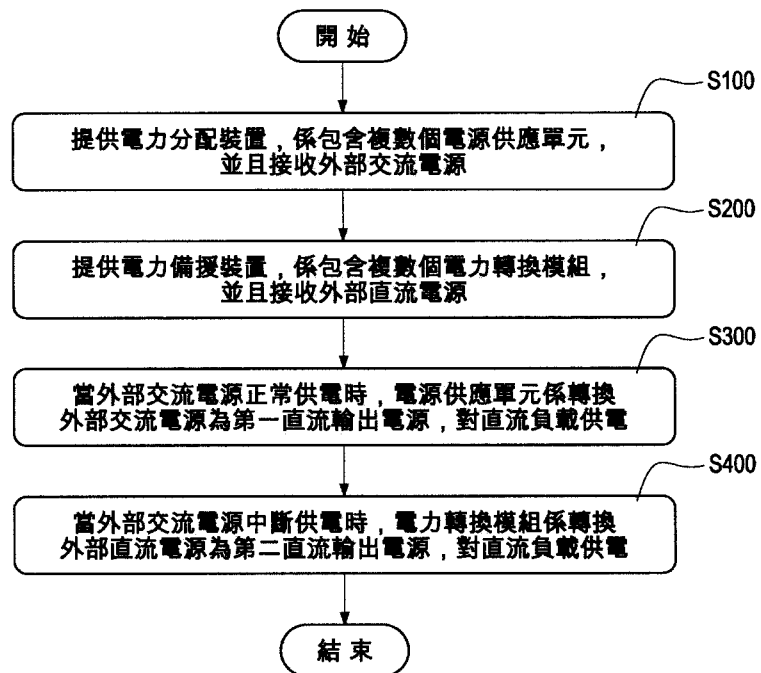 開始
S100
提供電力分配裝置，係包含複數個電源供應單元，
並且接收外部交流電源
S200
提供電力備援裝置，係包含複數個電力轉換模組，
並且接收外部直流電源
S300
當外部交流電源正常供電時，電源供應單元係轉換
外部交流電源為第一直流輸出電源，對直流負載供電
S400
當外部交流電源中斷供電時，電力轉換模組係轉換
外部直流電源為第二直流輸出電源，對直流負載供電
結束